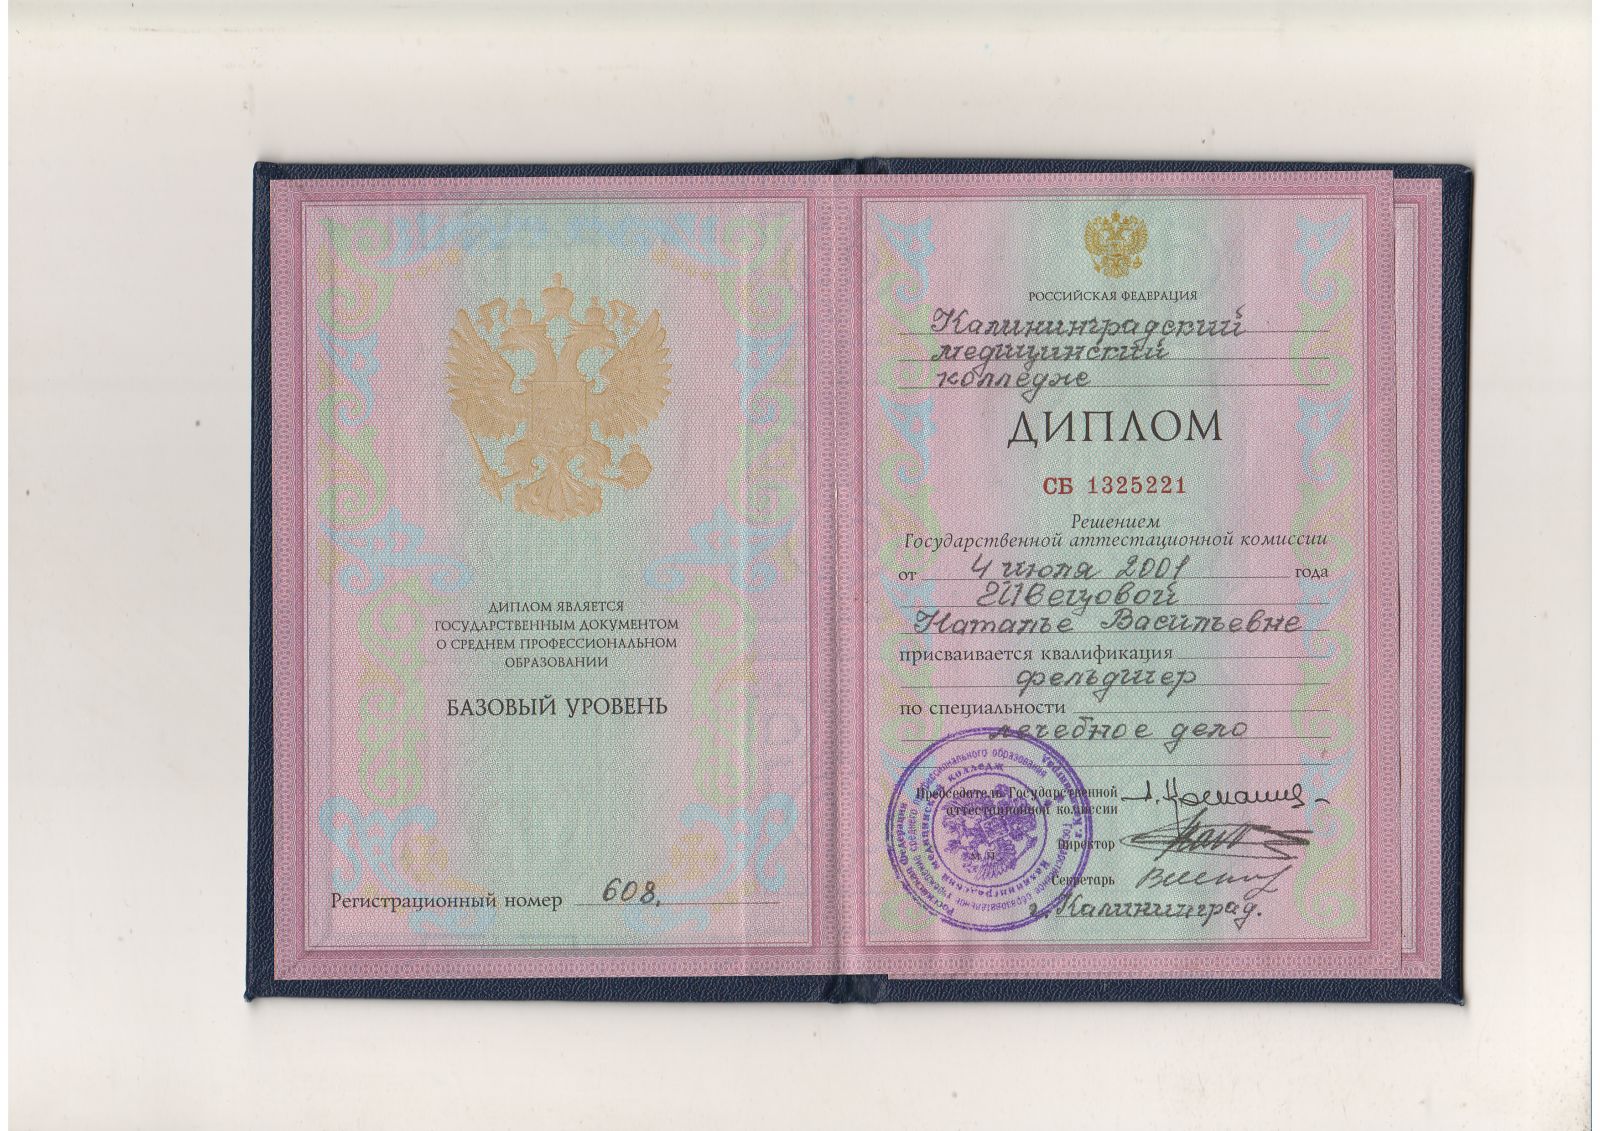 ДИПЛОМ ЯВЛЯЕТСЯ
ГОСУДАРСТВЕННЫМ ДОКУМЕНТОМ
О СРЕДНЕМ ПРОФЕССИОНАЛЬНОМ
ОБРАЗОВАНИИ
БАЗОВЫЙ УРОВЕНЬ
Регистрационный номер 608.
РОССИЙСКАЯ ФЕДЕРАЦИЯ
Калининградский
медицинский
колледж
ДИПЛОМ
СБ 1325221
Решением
Государственной аттестационной комиссии
от 4 июля 2001 года
Швецовой
Наталье Васильевне
присваивается квалификация
фельдшер
по специальности
лечебное дело
Председатель Государственной
аттестационной комиссии
Директор
М.П.
Секретарь
г. Калининград.